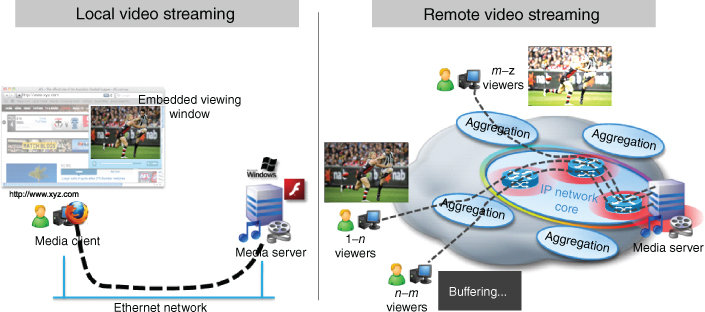 Local video streaming
Embedded viewing
window
http://www.xyz.com
Media client
Windows
Media server
Ethernet network
Remote video streaming
m–z
viewers
Aggregation
Aggregation
IP network
core
Aggregation
Aggregation
Media server
1–n
viewers
n–m
viewers
Buffering...